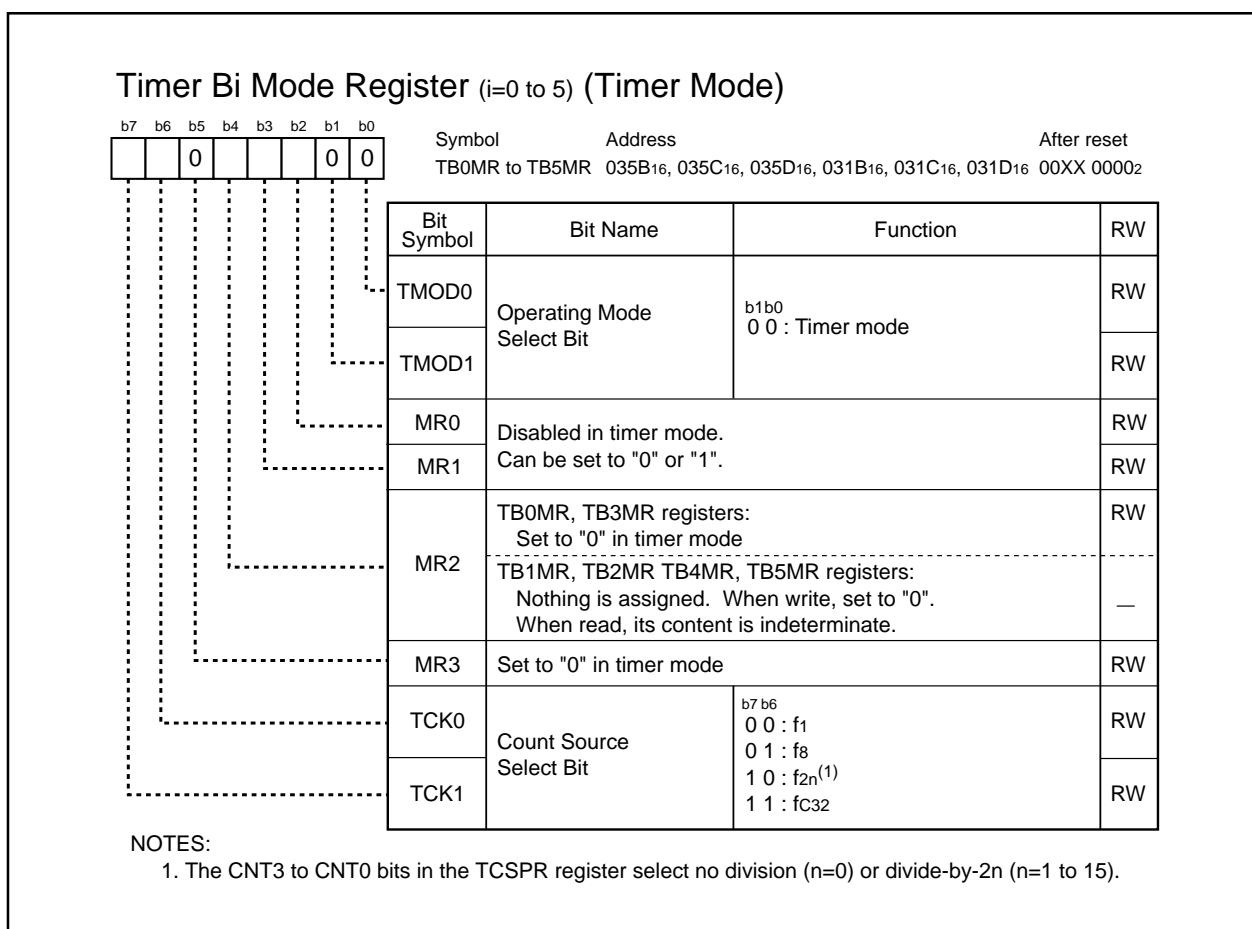 Timer Bi Mode Register (i=0 to 5) (Timer Mode)
b7 b6 b5 b4 b3 b2 b1 b0
0 0 0
Symbol Address After reset
TB0MR to TB5MR 035B16, 035C16, 035D16, 031B16, 031C16, 031D16 00XX 00002
Bit Symbol Bit Name Function RW
TMOD0 RW
Operating Mode
Select Bit
b1b0
0 0 : Timer mode
TMOD1 RW
MR0 RW
Disabled in timer mode.
Can be set to "0" or "1".
MR1 RW
MR2
TB0MR, TB3MR registers: RW
Set to "0" in timer mode
TB1MR, TB2MR TB4MR, TB5MR registers:
Nothing is assigned. When write, set to "0". —
When read, its content is indeterminate.
MR3 Set to "0" in timer mode RW
TCK0 RW
Count Source
Select Bit
b7 b6
0 0 : f1
0 1 : f8
1 0 : f2n(1)
1 1 : fC32
TCK1 RW
NOTES:
1. The CNT3 to CNT0 bits in the TCSPR register select no division (n=0) or divide-by-2n (n=1 to 15).